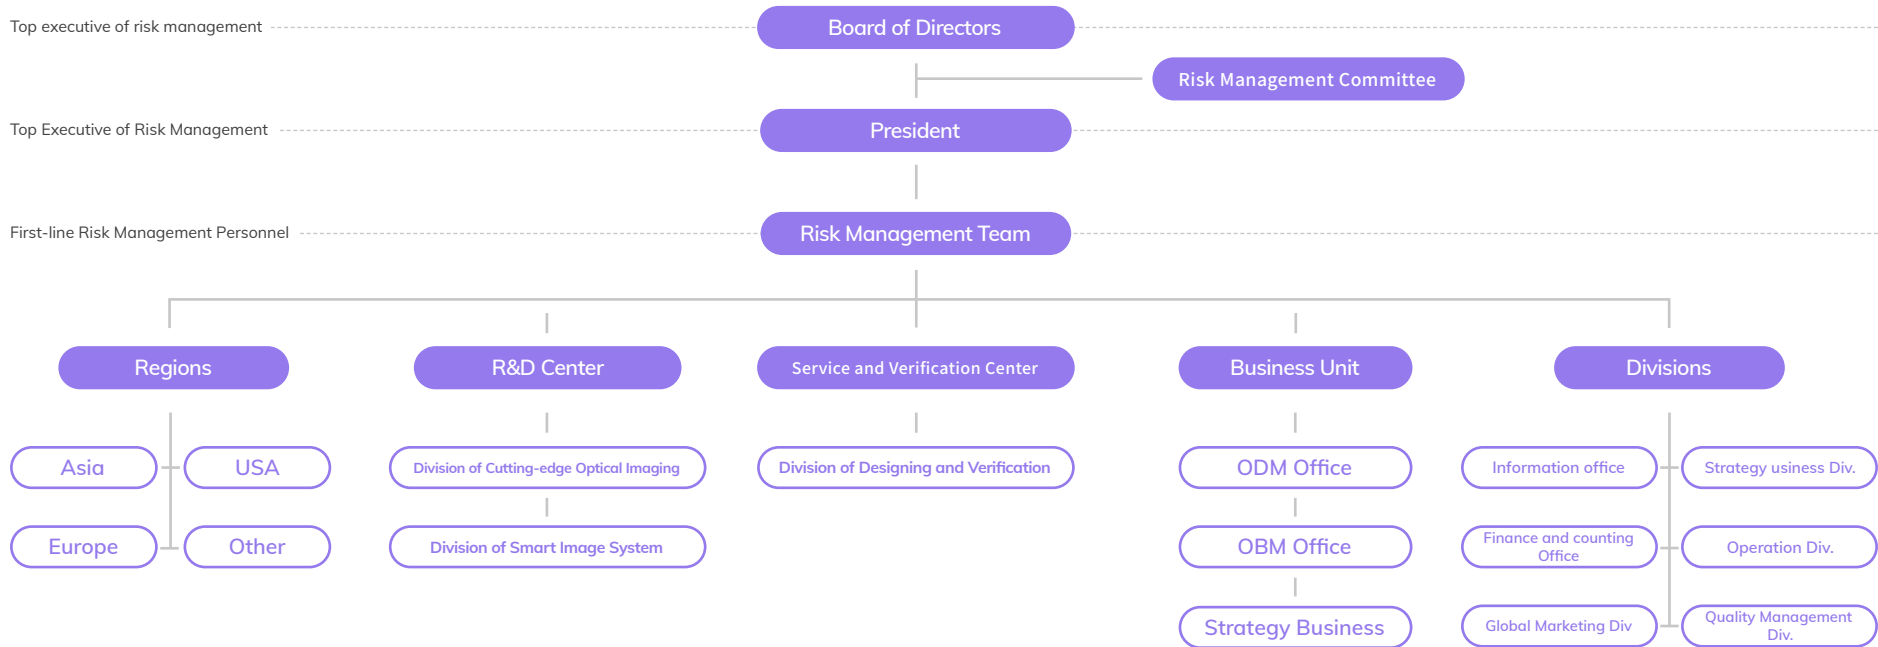 Top executive of risk management
Board of Directors
Risk Management Committee
Top Executive of Risk Management
President
First-line Risk Management Personnel
Risk Management Team
Regions
R&D Center
Service and Verification Center
Business Unit
Divisions
Asia
USA
Division of Cutting-edge Optical Imaging
Division of Designing and Verification
ODM Office
Information office
Strategy usiness Div.
Europe
Other
Division of Smart Image System
OBM Office
Finance and counting
Office
Operation Div.
Strategy Business
Global Marketing Div
Quality Management
Div.